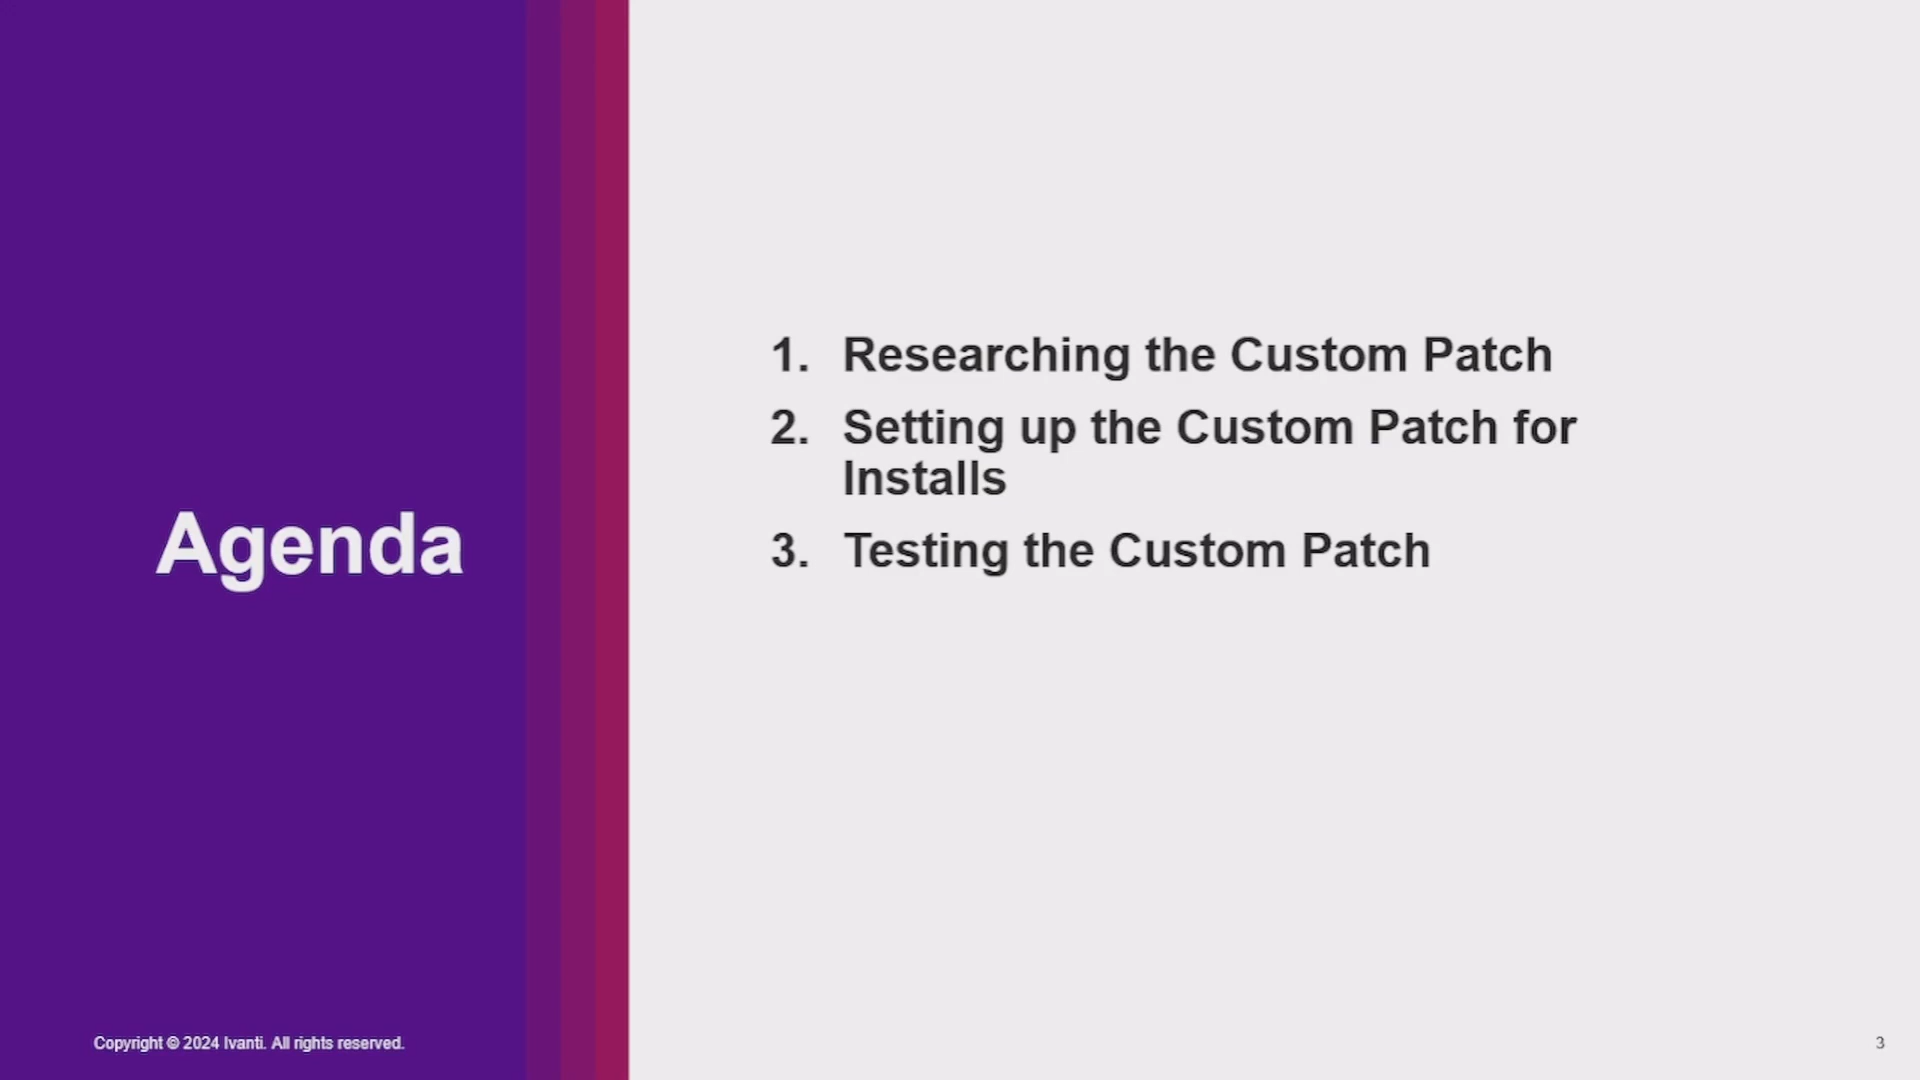 Agenda
1. Researching the Custom Patch
2. Setting up the Custom Patch for
Installs
3. Testing the Custom Patch
Copyright © 2024 Ivanti. All rights reserved.
3